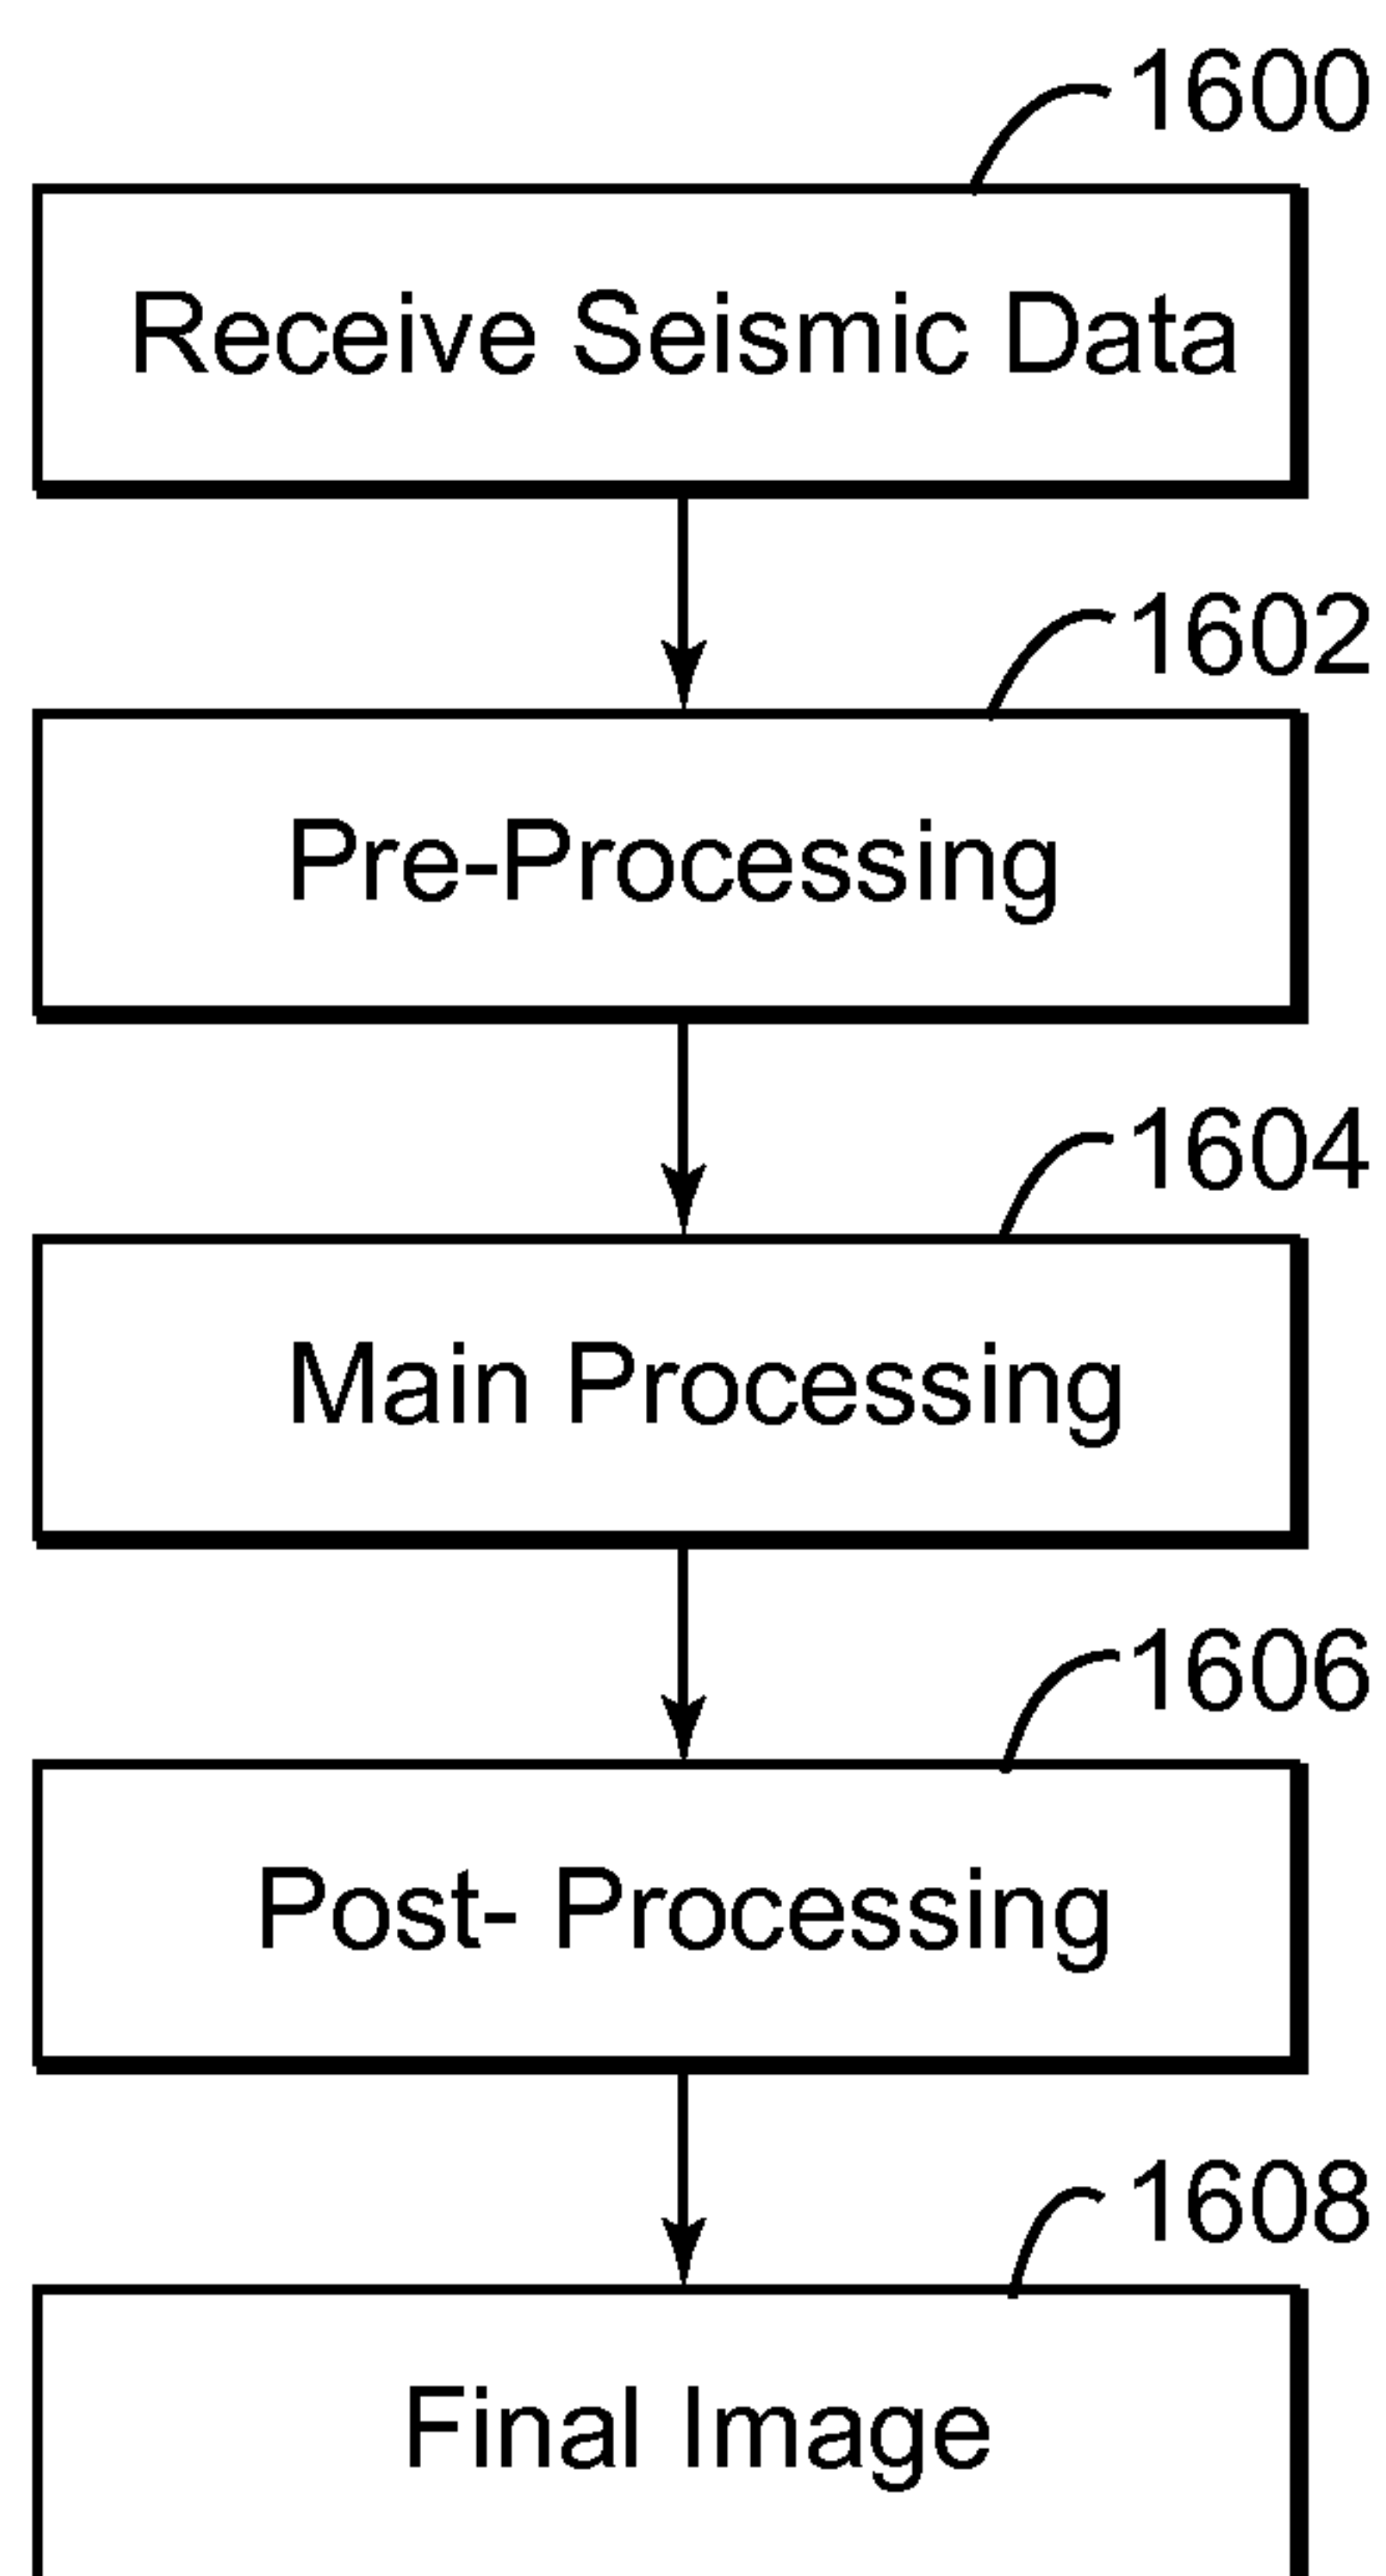 1600
Receive Seismic Data
1602
Pre-Processing
1604
Main Processing
1606
Post- Processing
1608
Final Image